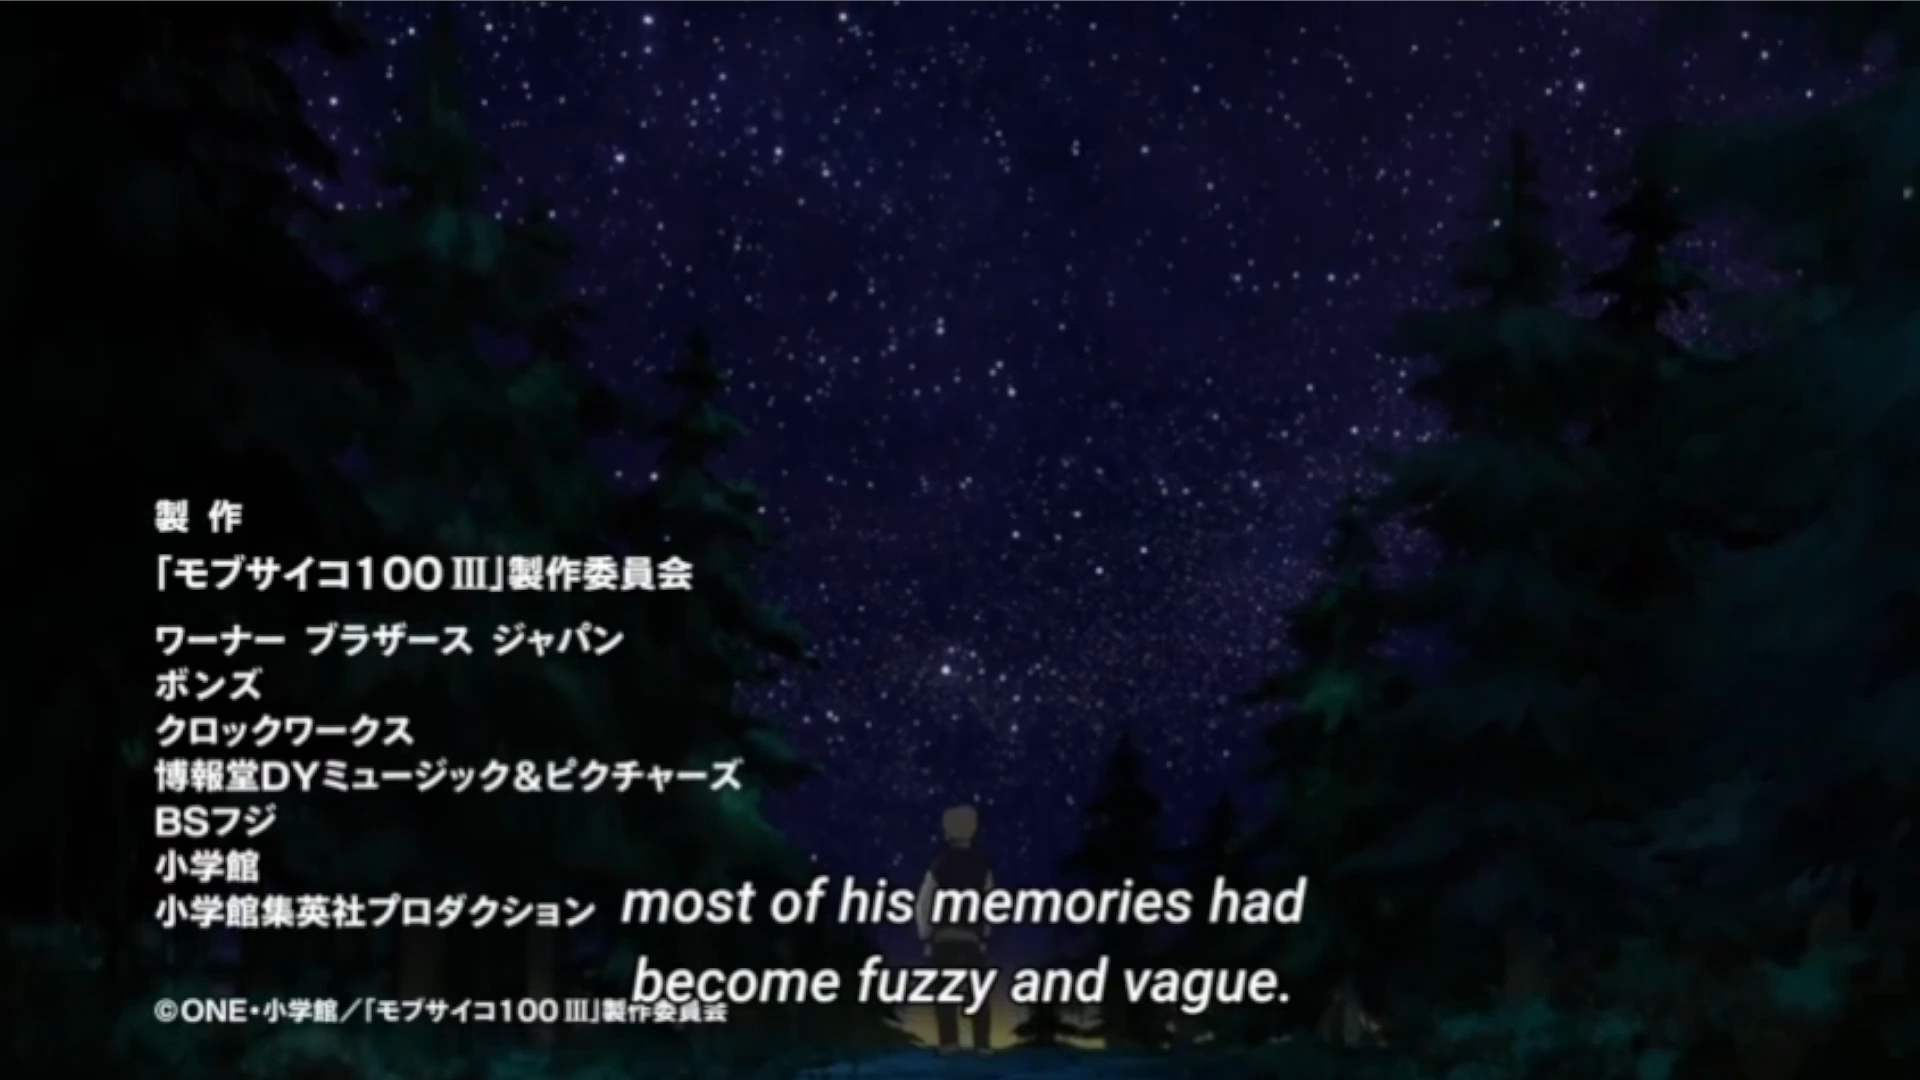 製 作
「モブサイコ100 Ⅲ」製作委員会
ワーナー ブラザース ジャパン
ボンズ
クロックワークス
博報堂DYミュージック&ピクチャーズ
BSフジ
小学館
小学館集英社プロダクション
most of his memories had
become fuzzy and vague.
©ONE・小学館／「モブサイコ100 Ⅲ」製作委員会